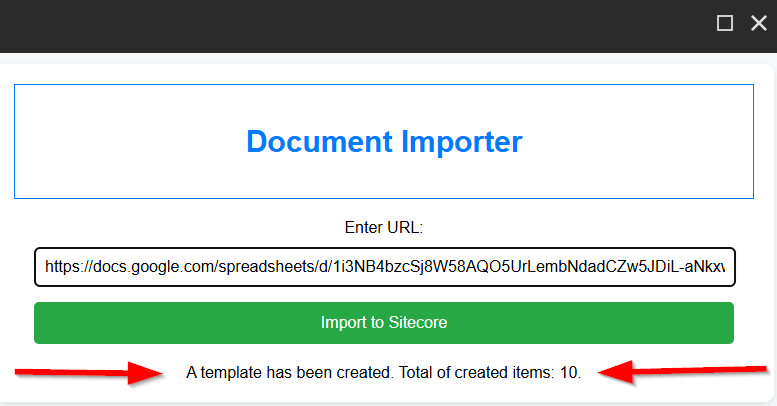 Document Importer
Enter URL:
https://docs.google.com/spreadsheets/d/1i3NB4bzcSj8W58AQO5UrLembNdadCZw5JDiL-aNkxv
Import to Sitecore
A template has been created. Total of created items: 10.